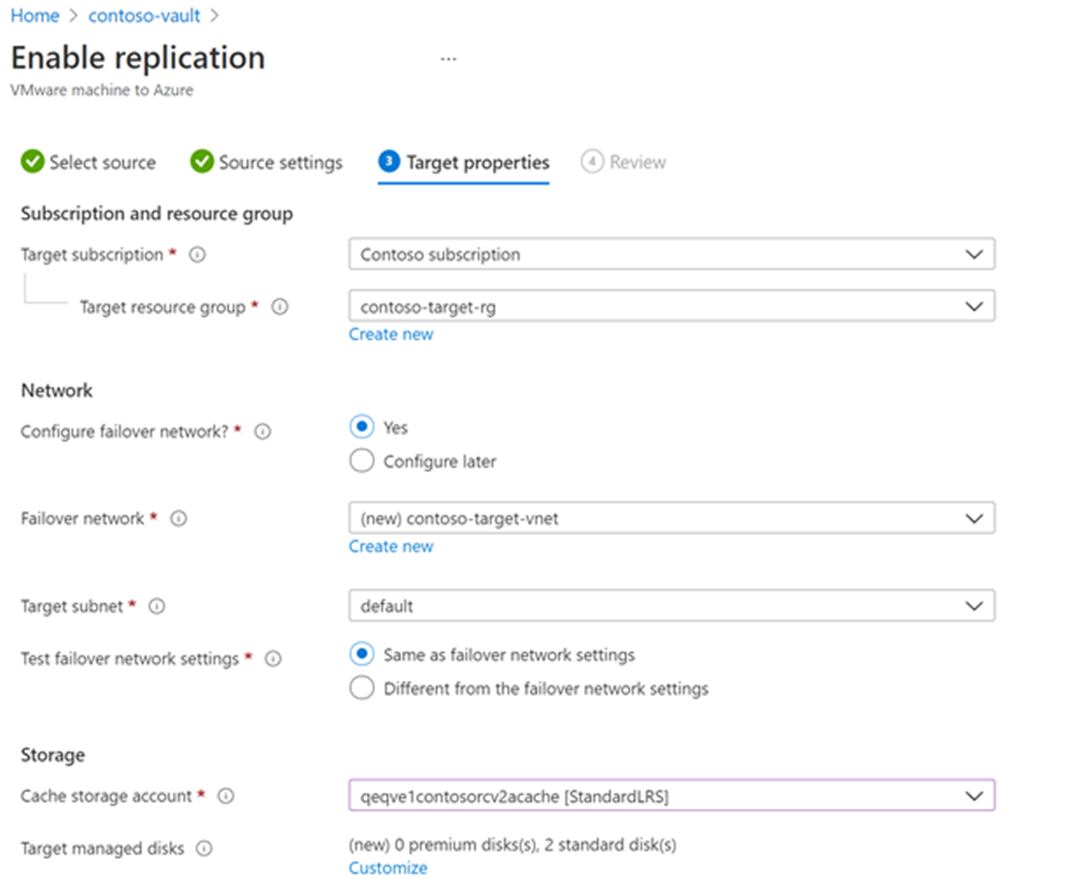 Home > contoso-vault >
Enable replication ...
VMware machine to Azure
Select source Source settings 3 Target properties 4 Review
Subscription and resource group
Target subscription * Contoso subscription
Target resource group * contoso-target-rg
Create new
Network
Configure failover network? * Yes
Configure later
Failover network * (new) contoso-target-vnet
Create new
Target subnet * default
Test failover network settings * Same as failover network settings
Different from the failover network settings
Storage
Cache storage account * qeqve1contosorcv2acache [StandardLRS]
Target managed disks (new) 0 premium disks(s), 2 standard disk(s)
Customize